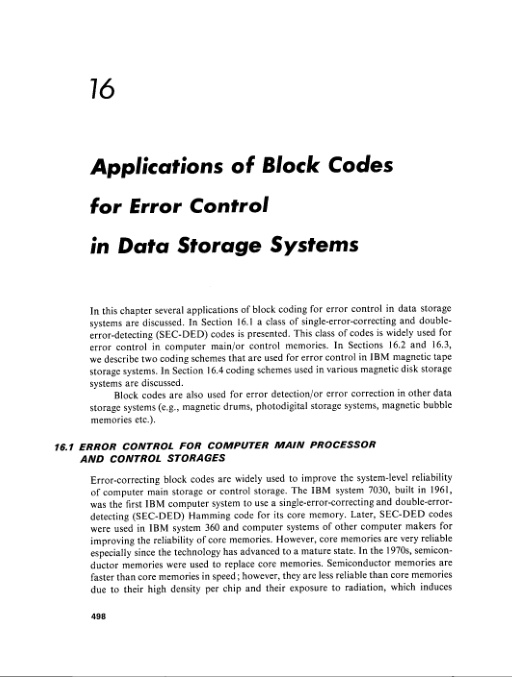 16
Applications of Block Codes
for Error Control
in Data Storage Systems
In this chapter several applications of block coding for error control in data storage
systems are discussed. In Section 16.1 a class of single-error-correcting and double-
error-detecting (SEC-DED) codes is presented. This class of codes is widely used for
error control in computer main/or control memories. In Sections 16.2 and 16.3,
we describe two coding schemes that are used for error control in IBM magnetic tape
storage systems. In Section 16.4 coding schemes used in various magnetic disk storage
systems are discussed.
Block codes are also used for error detection/or error correction in other data
storage systems (e.g., magnetic drums, photodigital storage systems, magnetic bubble
memories etc.).
16.1 ERROR CONTROL FOR COMPUTER MAIN PROCESSOR
AND CONTROL STORAGES
Error-correcting block codes are widely used to improve the system-level reliability
of computer main storage or control storage. The IBM system 7030, built in 1961,
was the first IBM computer system to use a single-error-correcting and double-error-
detecting (SEC-DED) Hamming code for its core memory. Later, SEC-DED codes
were used in IBM system 360 and computer systems of other computer makers for
improving the reliability of core memories. However, core memories are very reliable
especially since the technology has advanced to a mature state. In the 1970s, semicon-
ductor memories were used to replace core memories. Semiconductor memories are
faster than core memories in speed; however, they are less reliable than core memories
due to their high density per chip and their exposure to radiation, which induces
498